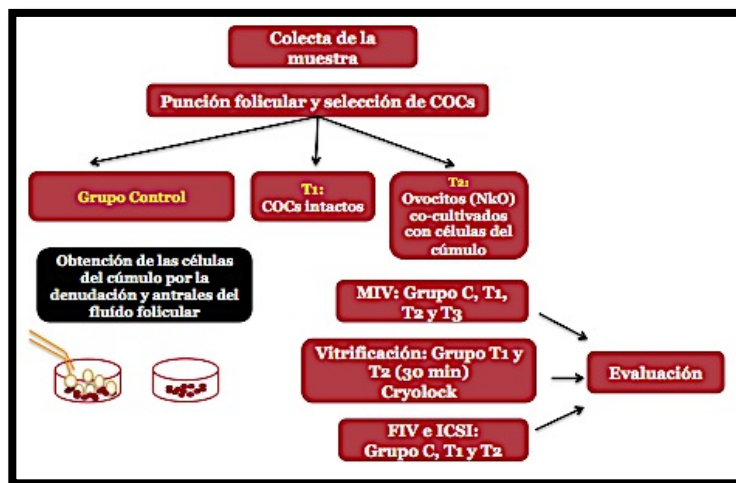 Colecta de la
muestra
Punción folicular y selección de COCs
Grupo Control
T1:
COCs intactos
T2:
Ovocitos (NkO)
co-cultivados
con células del
cúmulo
Obtención de las células
del cúmulo por la
denudación y antrales del
fluído folicular
MIV: Grupo C, T1,
T2 y T3
Vitrificación: Grupo T1 y
T2 (30 min)
Cryolock
FIV e ICSI:
Grupo C, T1 y T2
Evaluación